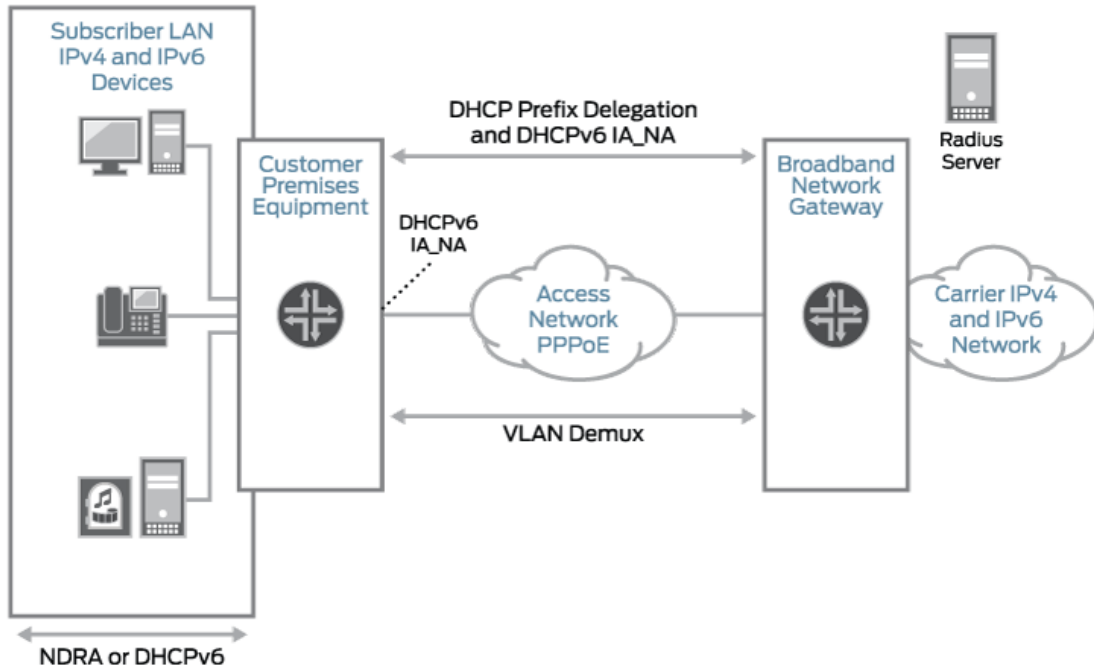 Subscriber LAN
IPv4 and IPv6
Devices
DHCP Prefix Delegation
and DHCPv6 IA_NA
Radius
Server
Customer
Premises
Equipment
Broadband
Network
Gateway
DHCPv6
IA_NA
Access
Network
PPPoE
Carrier IPv4
and IPv6
Network
VLAN Demux
NDRA or DHCPv6